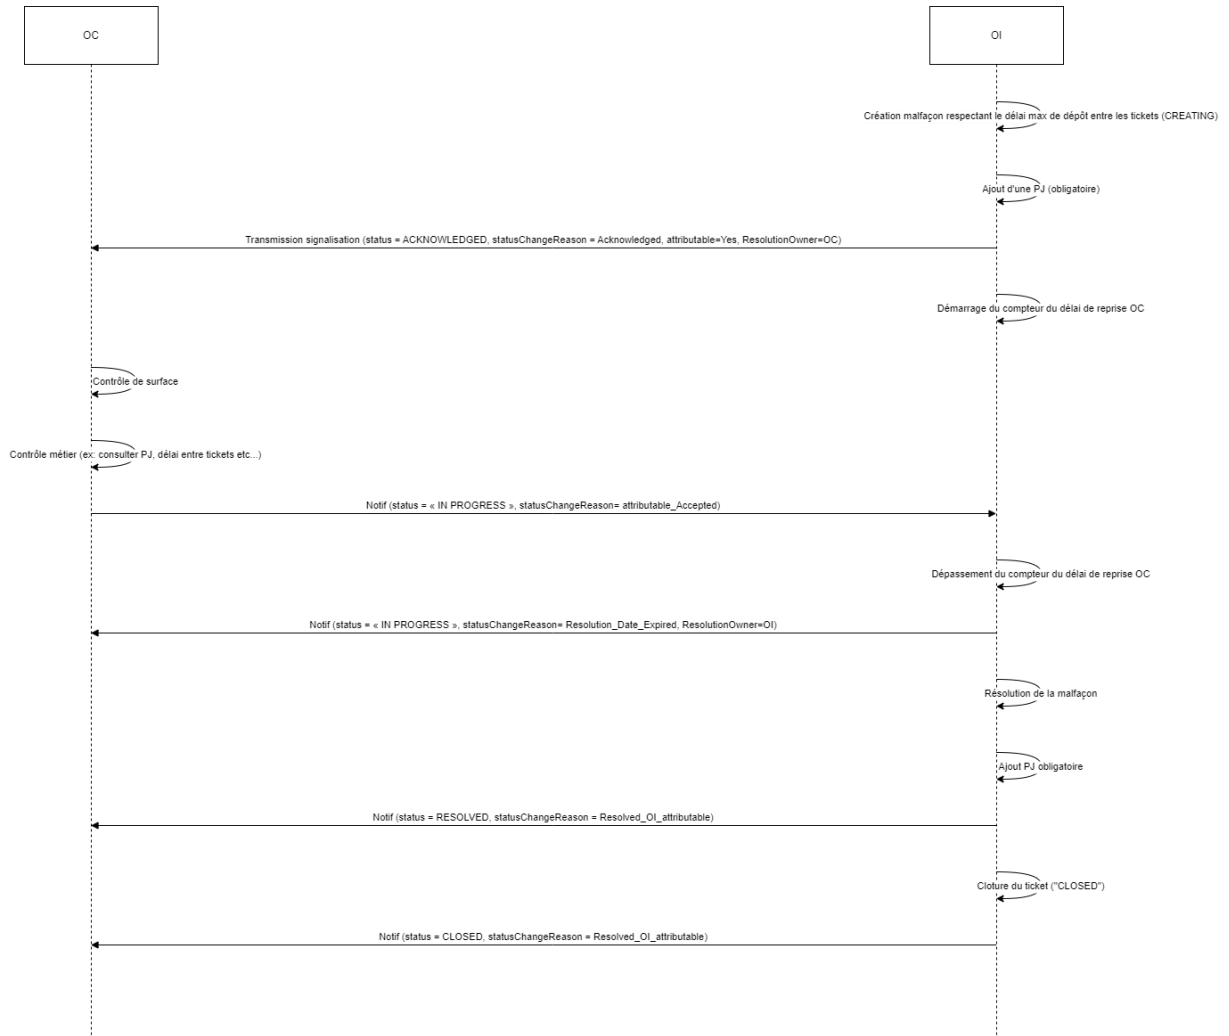 OC
OI
Création malfaçon respectant le délai max de dépôt entre les tickets (CREATING)
Ajout d'une PJ (obligatoire)
Transmission signalisation (status = ACKNOWLEDGED, statusChangeReason = Acknowledged, attributable=Yes, ResolutionOwner=OC)
Démarrage du compteur du délai de reprise OC
Contrôle de surface
Contrôle métier (ex: consulter PJ, délai entre tickets etc...)
Notif (status = « IN PROGRESS », statusChangeReason= attributable_Accepted)
Dépassement du compteur du délai de reprise OC
Notif (status = « IN PROGRESS », statusChangeReason= Resolution_Date_Expired, ResolutionOwner=OI)
Résolution de la malfaçon
Ajout PJ obligatoire
Notif (status = RESOLVED, statusChangeReason = Resolved_OI_attributable)
Cloture du ticket ("CLOSED")
Notif (status = CLOSED, statusChangeReason = Resolved_OI_attributable)